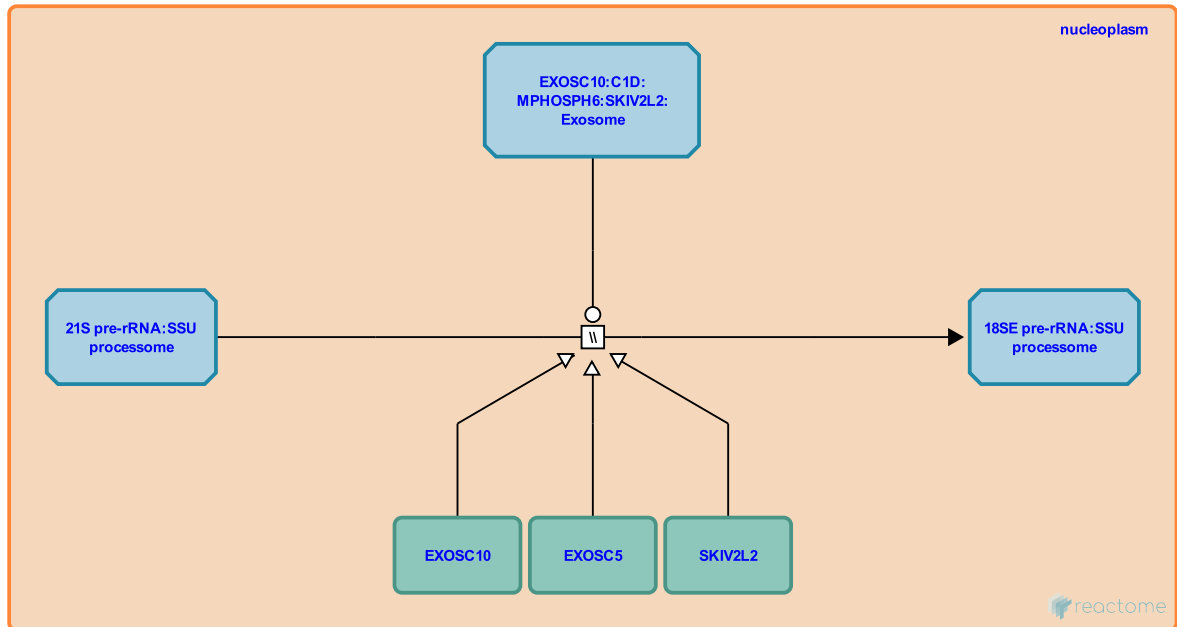 nucleoplasm
EXOSC10:C1D:
MPHOSPH6:SKIV2L2:
Exosome
21S pre-rRNA:SSU
processome
\\
18SE pre-rRNA:SSU
processome
EXOSC10
EXOSC5
SKIV2L2
reactome